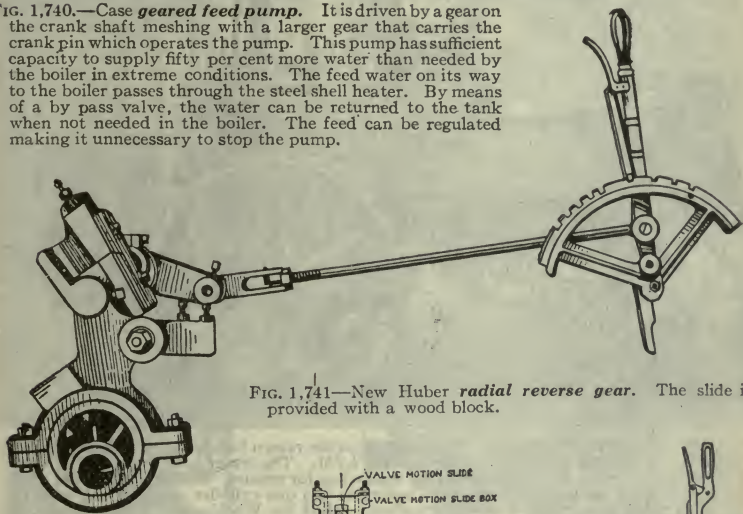 IG. 1,740.—Case geared feed pump. It is driven by a gear on
the crank shaft meshing with a larger gear that carries the
crank pin which operates the pump. This pump has sufficient
capacity to supply fifty per cent more water than needed by
the boiler in extreme conditions. The feed water on its way
to the boiler passes through the steel shell heater. By means
of a by pass valve, the water can be returned to the tank
when not needed in the boiler. The feed can be regulated
making it unnecessary to stop the pump.
FIG. 1,741—New Huber radial reverse gear. The slide i
provided with a wood block.
VALVE MOTION SLIDE
VALVE MOTION SLIDE BOX